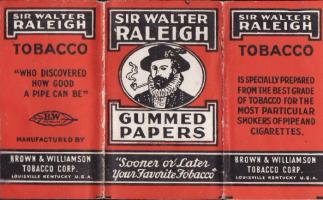 SIR WALTER
RALEIGH
TOBACCO
"WHO DISCOVERED
HOW GOOD
A PIPE CAN BE"
B&W
MANUFACTURED BY
BROWN & WILLIAMSON
TOBACCO CORP.
LOUISVILLE KENTUCKY U.S.A.
SIR WALTER
RALEIGH
GUMMED
PAPERS
"Sooner or Later
Your Favorite Tobacco"
SIR WALTER
RALEIGH
TOBACCO
IS SPECIALLY PREPARED
FROM THE BEST GRADE
OF TOBACCO FOR THE
MOST PARTICULAR
SMOKERS OF PIPE AND
CIGARETTES.
BROWN & WILLIAMSON
TOBACCO CORP.
LOUISVILLE KENTUCKY U.S.A.